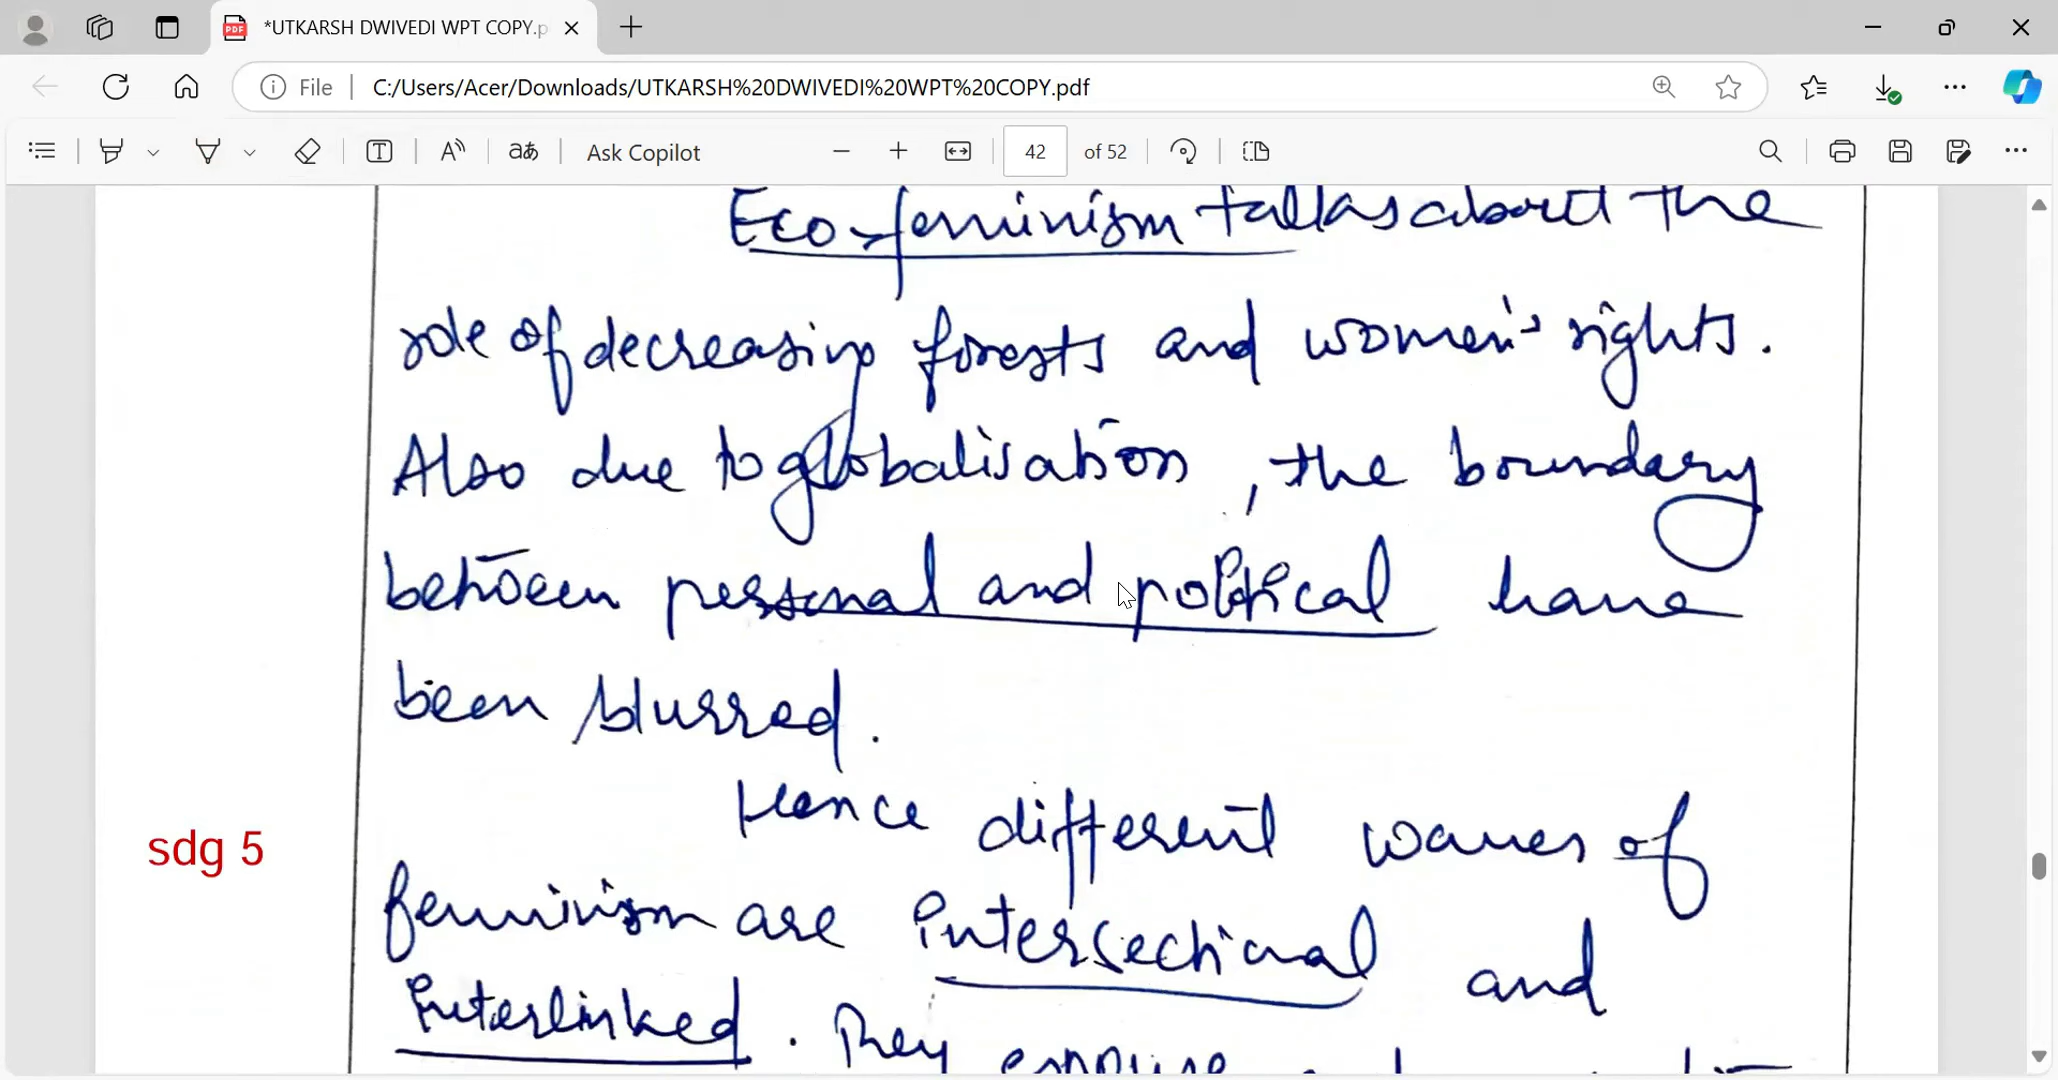 *UTKARSH DWIVEDI WPT COPY.p
File
C:/Users/Acer/Downloads/UTKARSH%20DWIVEDI%20WPT%20COPY.pdf
Ask Copilot
42 of 52
Eco-feminism talks about the
role of decreasing forests and women's rights.
Also due to globalisation, the boundary
between personal and political have
been blurred.
Hence different waves of
sdg 5
feminism are intersectional and
interlinked. They